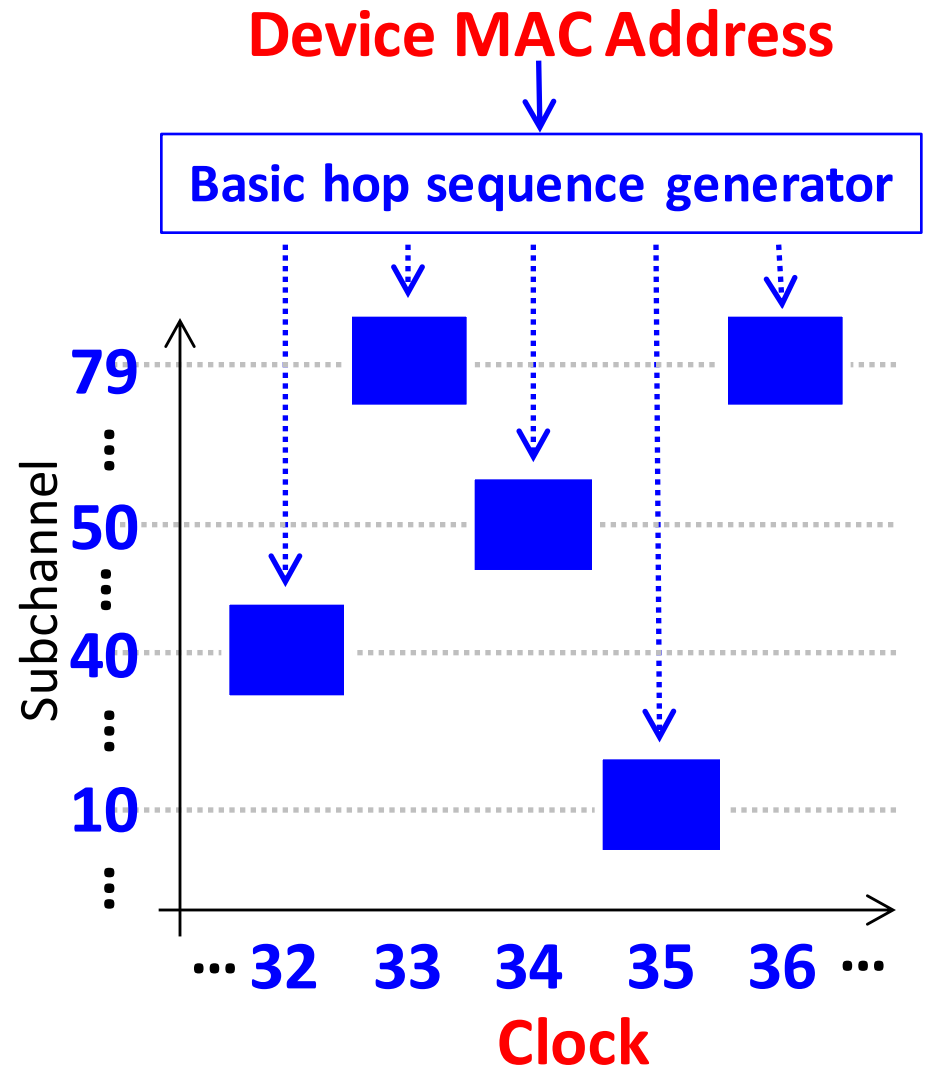 Device MAC Address
Basic hop sequence generator
79
⋮
50
⋮
40
⋮
10
⋮
Subchannel
... 32 33 34 35 36 ...
Clock